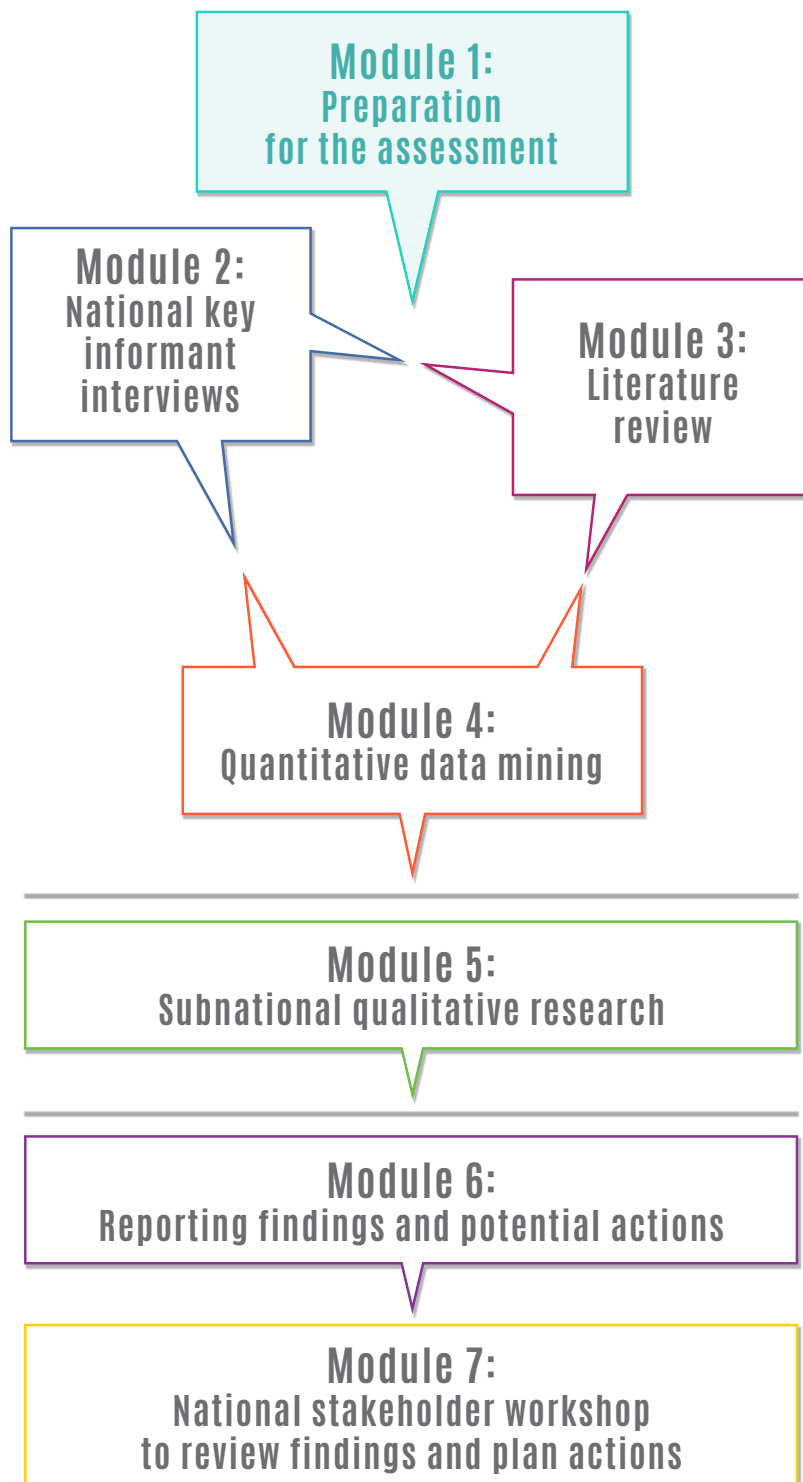 Module 1:
Preparation
for the assessment
Module 2:
National key
informant
interviews
Module 3:
Literature
review
Module 4:
Quantitative data mining
Module 5:
Subnational qualitative research
Module 6:
Reporting findings and potential actions
Module 7:
National stakeholder workshop
to review findings and plan actions